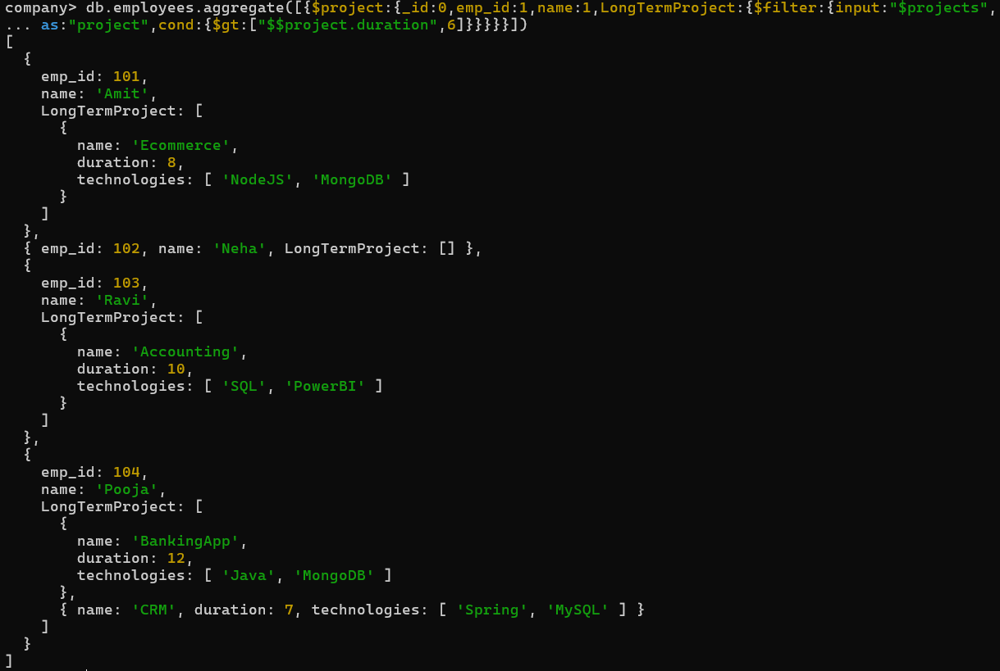 company> db.employees.aggregate([{$project:{_id:0,emp_id:1,name:1,LongTermProject:{$filter:{input:"$projects",
... as:"project",cond:{$gt:["$$project.duration",6]}}}}}])
[
  {
    emp_id: 101,
    name: 'Amit',
    LongTermProject: [
      {
        name: 'Ecommerce',
        duration: 8,
        technologies: [ 'NodeJS', 'MongoDB' ]
      }
    ]
  },
  { emp_id: 102, name: 'Neha', LongTermProject: [] },
  {
    emp_id: 103,
    name: 'Ravi',
    LongTermProject: [
      {
        name: 'Accounting',
        duration: 10,
        technologies: [ 'SQL', 'PowerBI' ]
      }
    ]
  },
  {
    emp_id: 104,
    name: 'Pooja',
    LongTermProject: [
      {
        name: 'BankingApp',
        duration: 12,
        technologies: [ 'Java', 'MongoDB' ]
      },
      { name: 'CRM', duration: 7, technologies: [ 'Spring', 'MySQL' ] }
    ]
  }
]